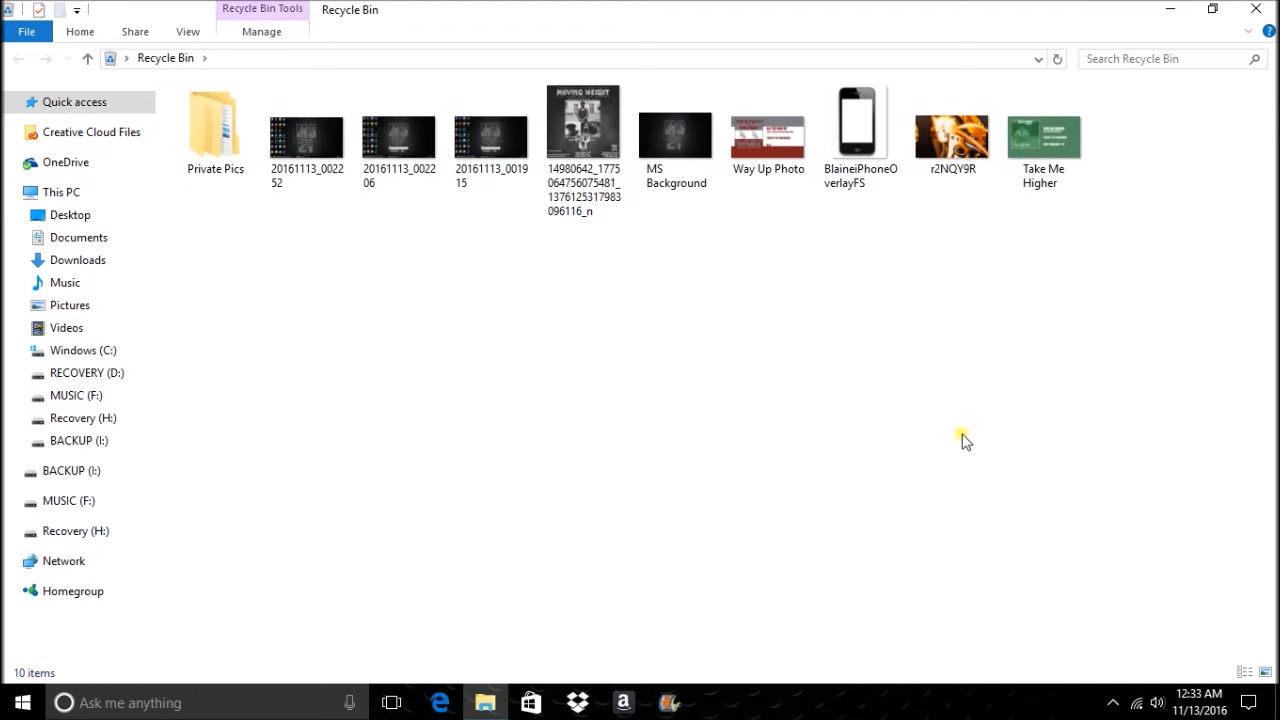 Recycle Bin Tools
Recycle Bin
File
Home
Share
View
Manage
Recycle Bin
Search Recycle Bin
Quick access
Creative Cloud Files
OneDrive
This PC
Desktop
Documents
Downloads
Music
Pictures
Videos
Windows (C:)
RECOVERY (D:)
MUSIC (F:)
Recovery (H:)
BACKUP (I:)
BACKUP (I:)
MUSIC (F:)
Recovery (H:)
Network
Homegroup
Private Pics
20161113_0022
52
20161113_0022
06
20161113_0019
15
MOVING WEIGHT
14980642_1775
064756075481_
1376125317983
096116_n
MS
Background
Way Up Photo
BlaineiPhoneO
verlayFS
r2NQY9R
Take Me
Higher
10 items
Ask me anything
12:33 AM
11/13/2016